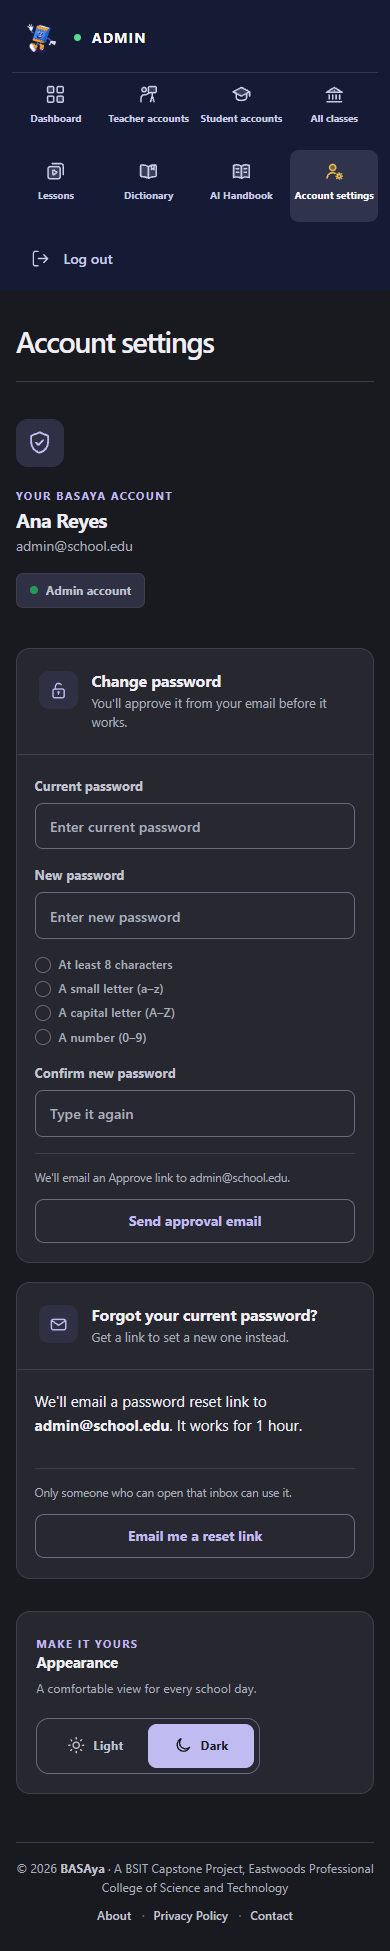 ADMIN
Dashboard
Teacher accounts
Student accounts
All classes
Lessons
Dictionary
AI Handbook
Account settings
Log out
Account settings
YOUR BASAYA ACCOUNT
Ana Reyes
admin@school.edu
Admin account
Change password
You'll approve it from your email before it
works.
Current password
Enter current password
New password
Enter new password
At least 8 characters
A small letter (a–z)
A capital letter (A–Z)
A number (0–9)
Confirm new password
Type it again
We'll email an Approve link to admin@school.edu.
Send approval email
Forgot your current password?
Get a link to set a new one instead.
We'll email a password reset link to
admin@school.edu. It works for 1 hour.
Only someone who can open that inbox can use it.
Email me a reset link
MAKE IT YOURS
Appearance
A comfortable view for every school day.
Light
Dark
© 2026 BASAya · A BSIT Capstone Project, Eastwoods Professional
College of Science and Technology
About · Privacy Policy · Contact